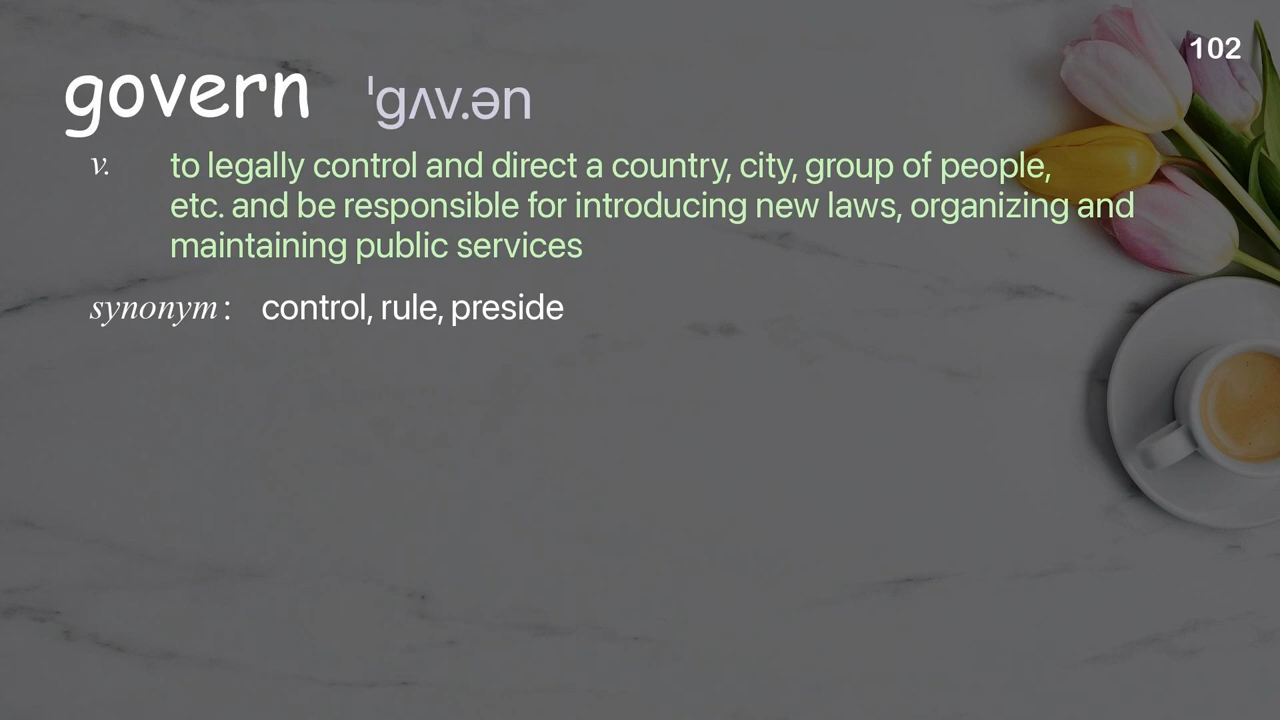 102
govern ˈgʌv.ən
v. to legally control and direct a country, city, group of people,
etc. and be responsible for introducing new laws, organizing and
maintaining public services
synonym: control, rule, preside